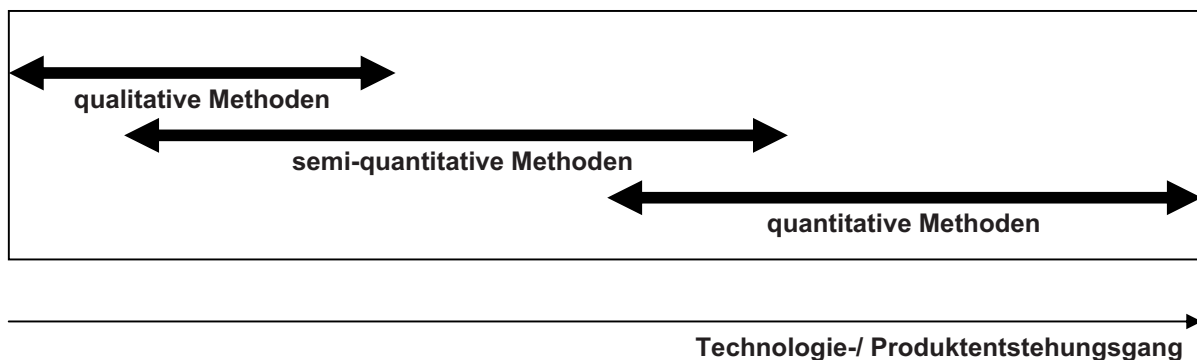 qualitative Methoden
semi-quantitative Methoden
quantitative Methoden
Technologie-/ Produktentstehungsgang